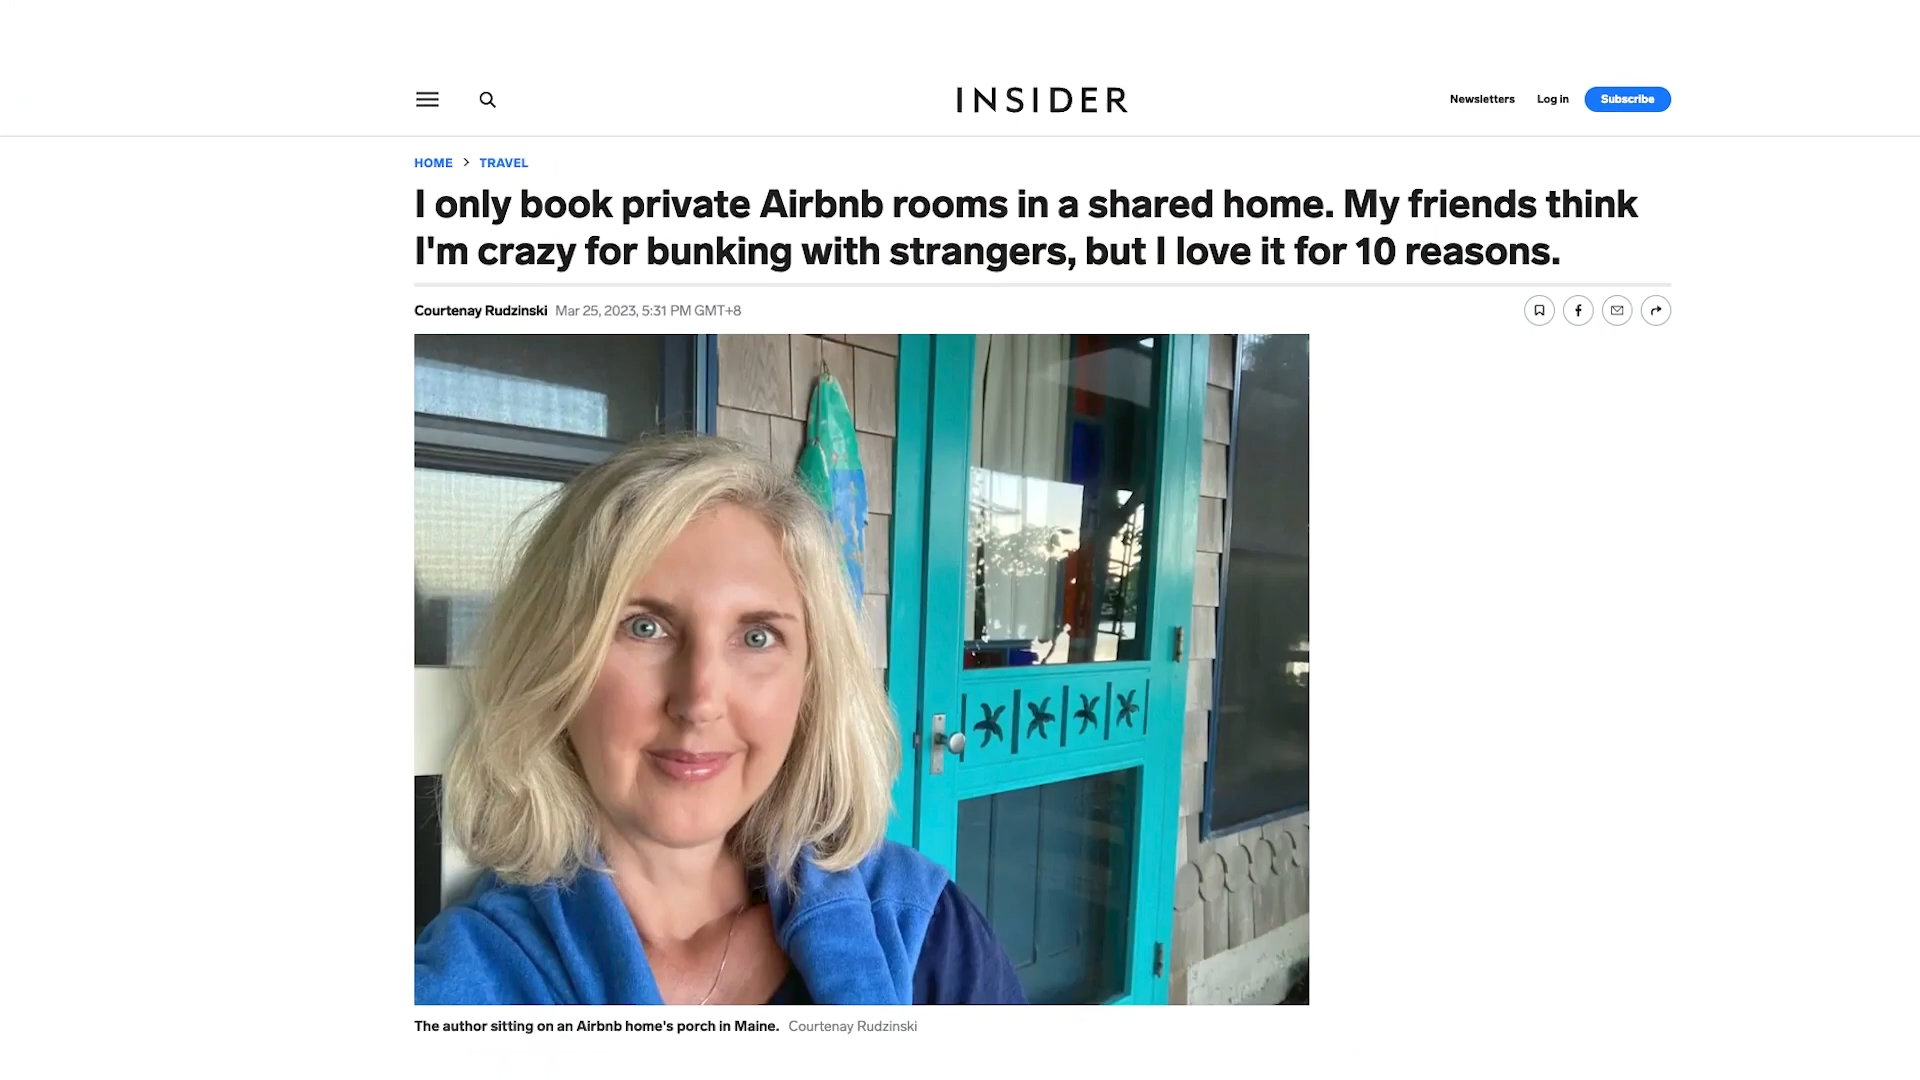 INSIDER
Newsletters
Log in
Subscribe
HOME > TRAVEL
I only book private Airbnb rooms in a shared home. My friends think
I'm crazy for bunking with strangers, but I love it for 10 reasons.
Courtenay Rudzinski Mar 25, 2023, 5:31 PM GMT+8
The author sitting on an Airbnb home's porch in Maine. Courtenay Rudzinski